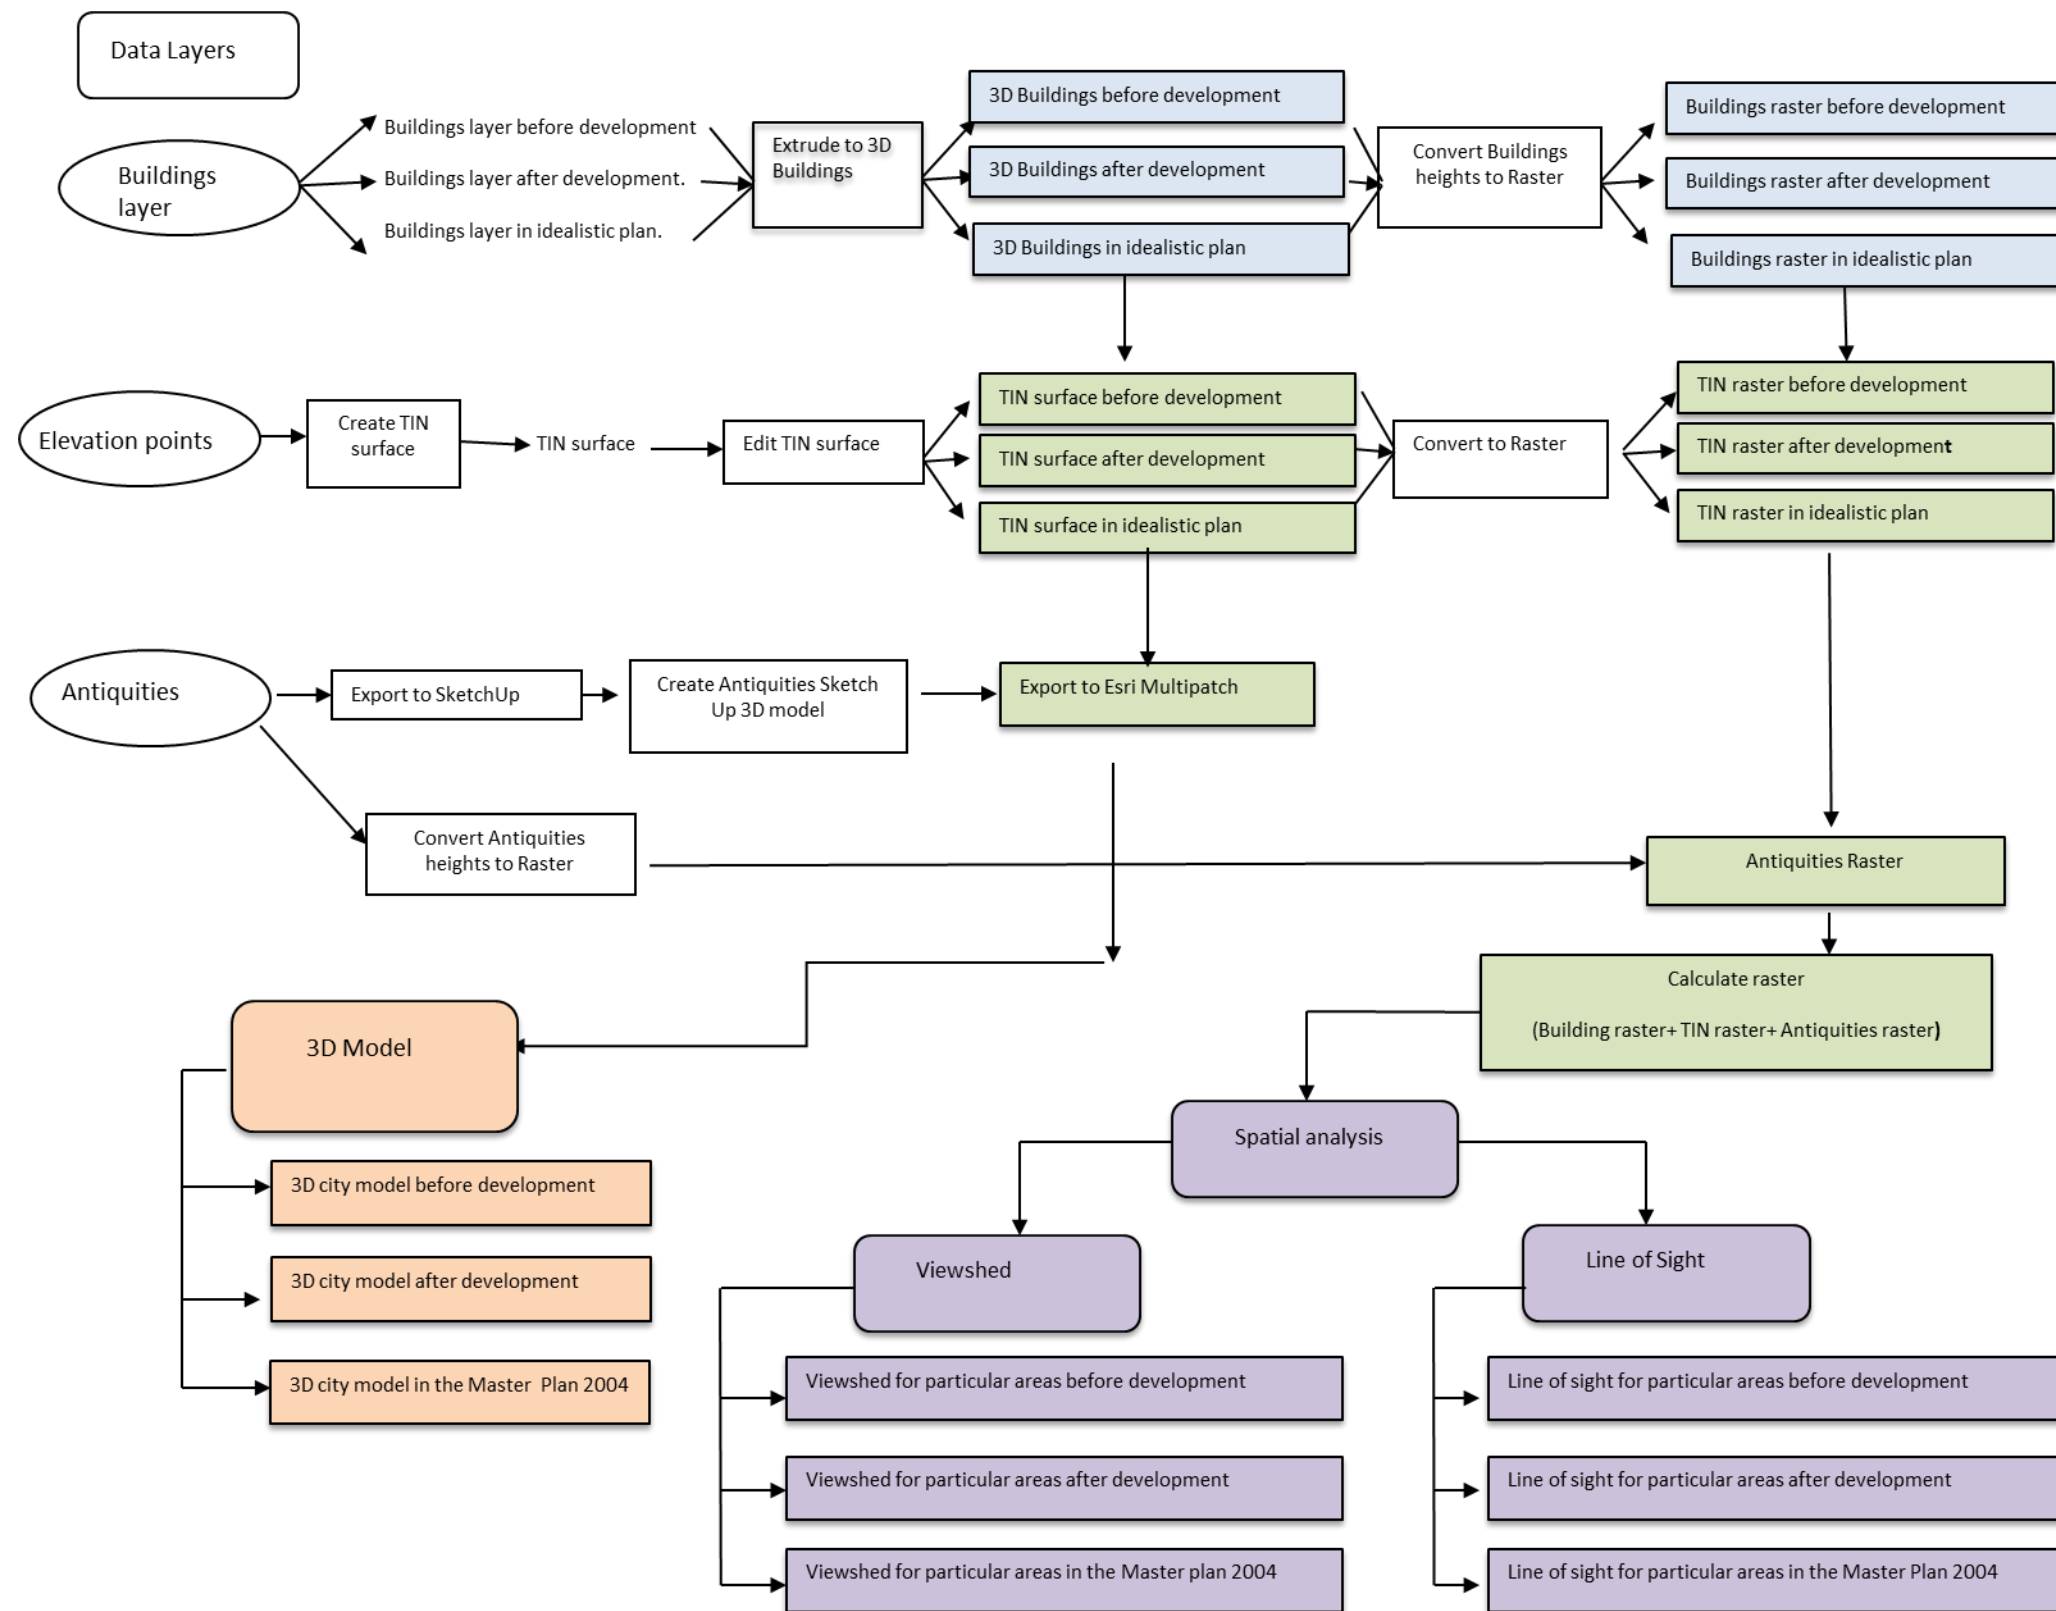 Data Layers
Buildings
layer
Buildings layer before development
Buildings layer after development.
Buildings layer in idealistic plan.
Extrude to 3D
Buildings
3D Buildings before development
3D Buildings after development
3D Buildings in idealistic plan
Convert Buildings
heights to Raster
Buildings raster before development
Buildings raster after development
Buildings raster in idealistic plan
Elevation points
Create TIN
surface
TIN surface
Edit TIN surface
TIN surface before development
TIN surface after development
TIN surface in idealistic plan
Convert to Raster
TIN raster before development
TIN raster after development
TIN raster in idealistic plan
Antiquities
Export to SketchUp
Create Antiquities Sketch
Up 3D model
Export to Esri Multipatch
Convert Antiquities
heights to Raster
Antiquities Raster
Calculate raster
(Building raster+ TIN raster+ Antiquities raster)
3D Model
3D city model before development
3D city model after development
3D city model in the Master Plan 2004
Spatial analysis
Viewshed
Viewshed for particular areas before development
Viewshed for particular areas after development
Viewshed for particular areas in the Master plan 2004
Line of Sight
Line of sight for particular areas before development
Line of sight for particular areas after development
Line of sight for particular areas in the Master Plan 2004